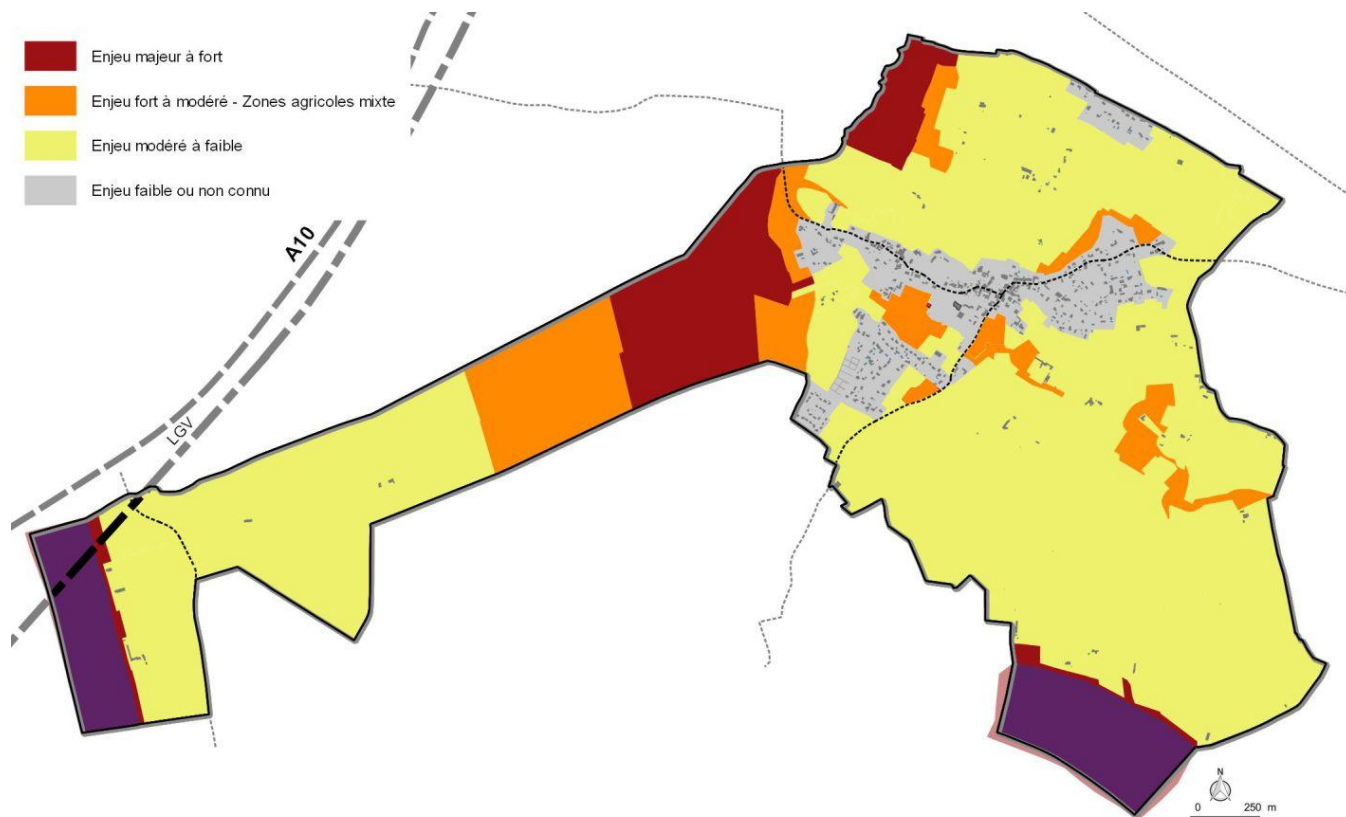 Enjeu majeur à fort
Enjeu fort à modéré - Zones agricoles mixte
Enjeu modéré à faible
Enjeu faible ou non connu
A10
LGV
N
0 250 m